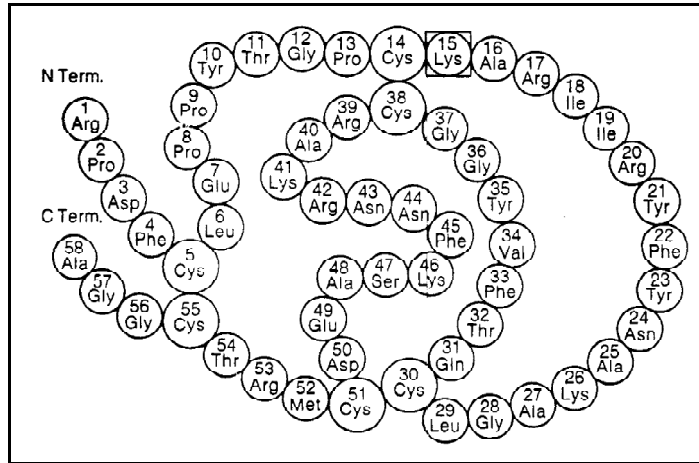 N Term.
1
Arg
2
Pro
3
Asp
4
Phe
5
Cys
6
Leu
7
Glu
8
Pro
9
Pro
10
Tyr
11
Thr
12
Gly
13
Pro
14
Cys
15
Lys
16
Ala
17
Arg
18
Ile
19
Ile
20
Arg
21
Tyr
22
Phe
23
Tyr
24
Asn
25
Ala
26
Lys
27
Ala
28
Gly
29
Leu
30
Cys
31
Gln
32
Thr
33
Phe
34
Val
35
Tyr
36
Gly
37
Gly
38
Cys
39
Arg
40
Ala
41
Lys
42
Arg
43
Asn
44
Asn
45
Phe
46
Lys
47
Ser
48
Ala
49
Glu
50
Asp
51
Cys
52
Met
53
Arg
54
Thr
55
Cys
56
Gly
57
Gly
58
Ala
C Term.